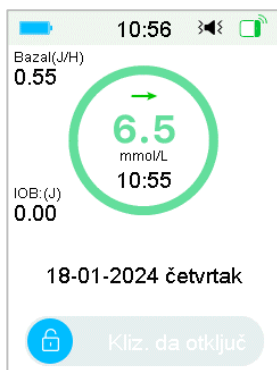 10:56
Bazal(J/H)
0.55
6.5
mmol/L
10:55
IOB:(J)
0.00
18-01-2024 četvrtak
Kliz. da otključ